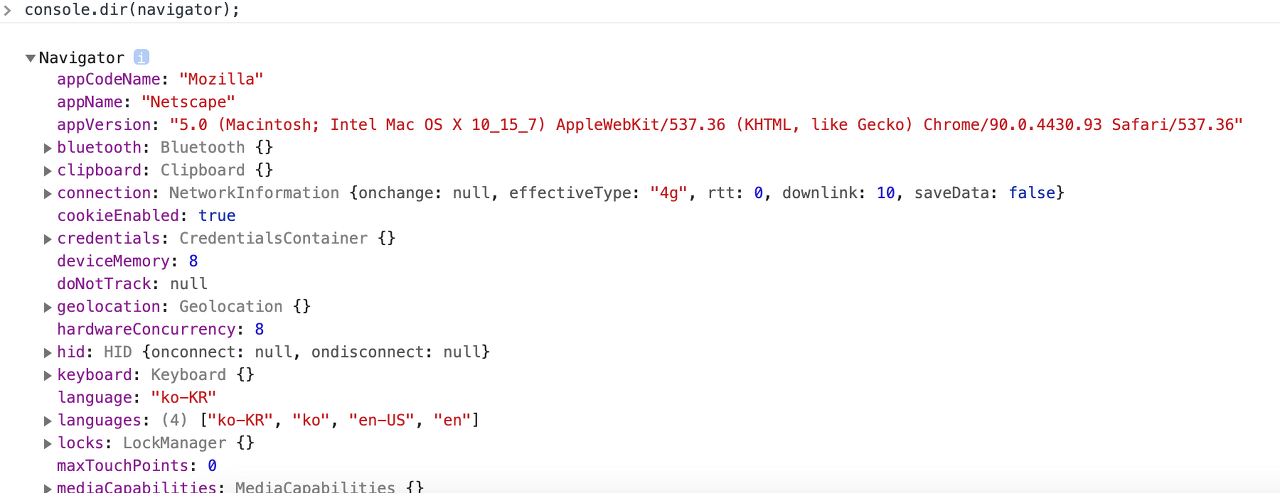 > console.dir(navigator);
▼Navigator i
appCodeName: "Mozilla"
appName: "Netscape"
appVersion: "5.0 (Macintosh; Intel Mac OS X 10_15_7) AppleWebKit/537.36 (KHTML, like Gecko) Chrome/90.0.4430.93 Safari/537.36"
▶bluetooth: Bluetooth {}
▶clipboard: Clipboard {}
▶connection: NetworkInformation {onchange: null, effectiveType: "4g", rtt: 0, downlink: 10, saveData: false}
cookieEnabled: true
▶credentials: CredentialsContainer {}
deviceMemory: 8
doNotTrack: null
▶geolocation: Geolocation {}
hardwareConcurrency: 8
▶hid: HID {onconnect: null, ondisconnect: null}
▶keyboard: Keyboard {}
language: "ko-KR"
▶languages: (4) ["ko-KR", "ko", "en-US", "en"]
▶locks: LockManager {}
maxTouchPoints: 0
▶mediaCapabilities: MediaCapabilities {}